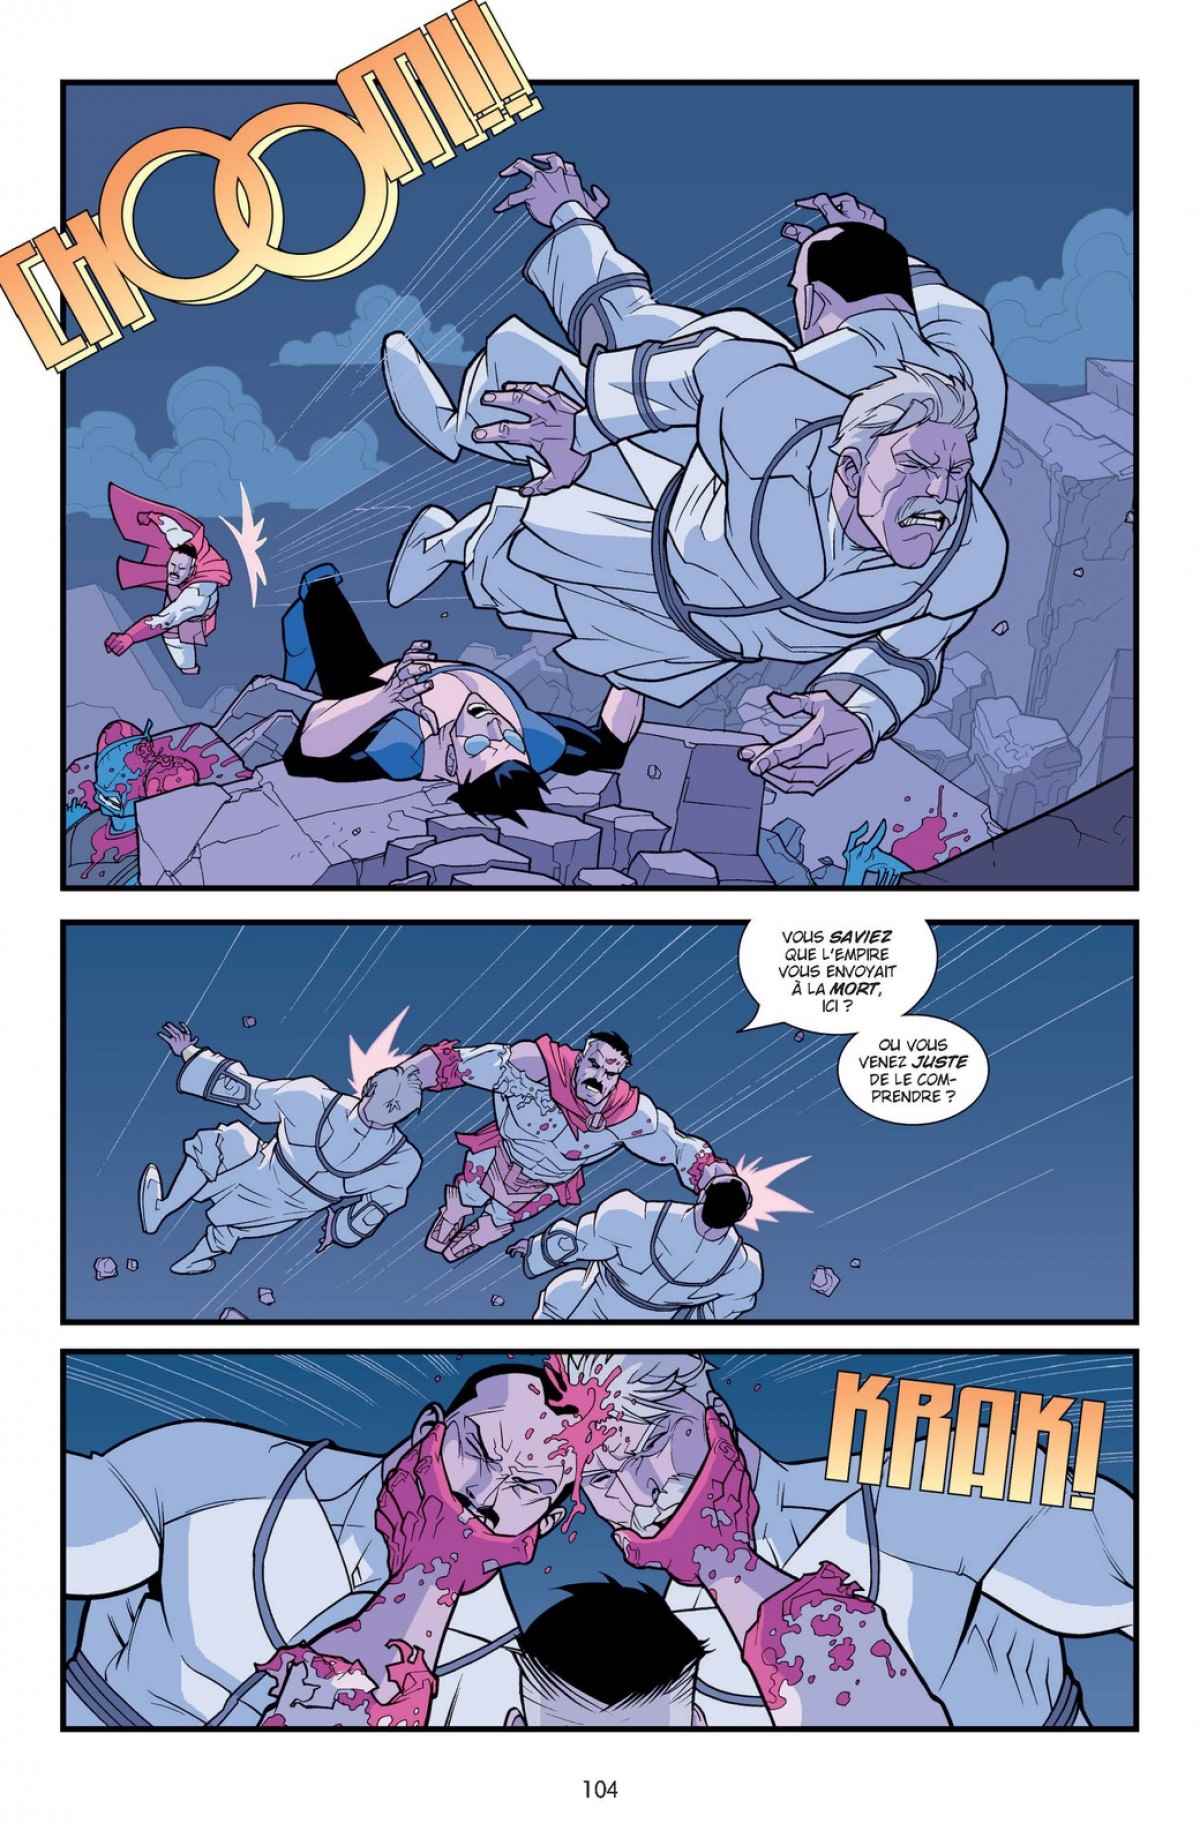 CHOOM!!!
VOUS SAVIEZ
QUE L'EMPIRE
VOUS ENVOYAIT
À LA MORT,
ICI ?
OU VOUS
VENEZ JUSTE
DE LE COM-
PRENDRE ?
KRAK!
104